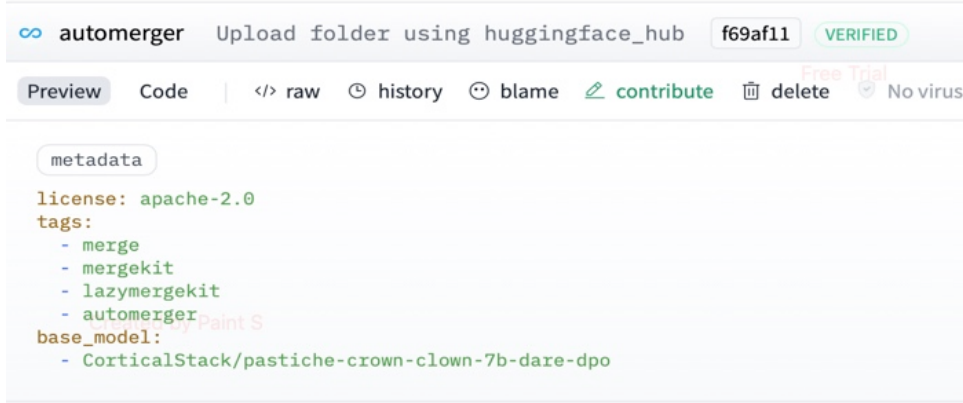 automerger Upload folder using huggingface_hub f69af11 VERIFIED
Free Trial
Preview Code </> raw history blame contribute delete No virus
metadata
license: apache-2.0
tags:
- merge
- mergekit
- lazymergekit
- automerger
Created by Paint S
base_model:
- CorticalStack/pastiche-crown-clown-7b-dare-dpo